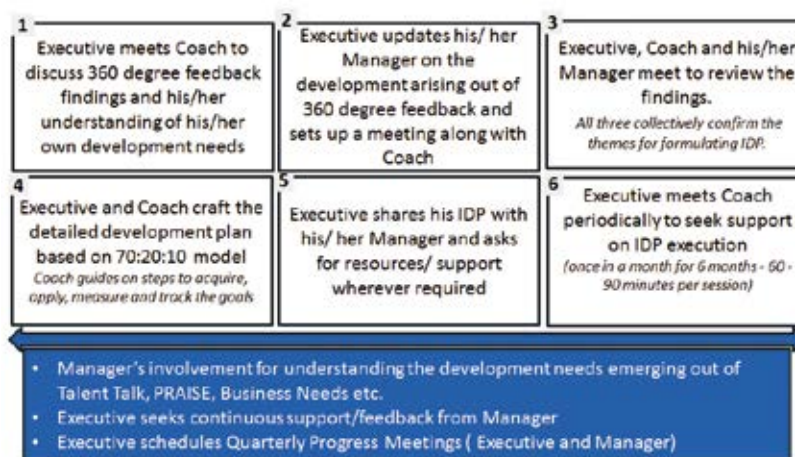 1
Executive meets Coach to
discuss 360 degree feedback
findings and his/her
understanding of his/her
own development needs
2
Executive updates his/ her
Manager on the
development arising out of
360 degree feedback and
sets up a meeting along with
Coach
3
Executive, Coach and his/her
Manager meet to review the
findings.
All three collectively confirm the
themes for formulating IDP.
4
Executive and Coach craft the
detailed development plan
based on 70:20:10 model
Coach guides on steps to acquire,
apply, measure and track the goals
5
Executive shares his IDP with
his/ her Manager and asks
for resources/ support
wherever required
6
Executive meets Coach
periodically to seek support
on IDP execution
(once in a month for 6 months - 60 -
90 minutes per session)
• Manager's involvement for understanding the development needs emerging out of
Talent Talk, PRAISE, Business Needs etc.
• Executive seeks continuous support/feedback from Manager
• Executive schedules Quarterly Progress Meetings ( Executive and Manager)